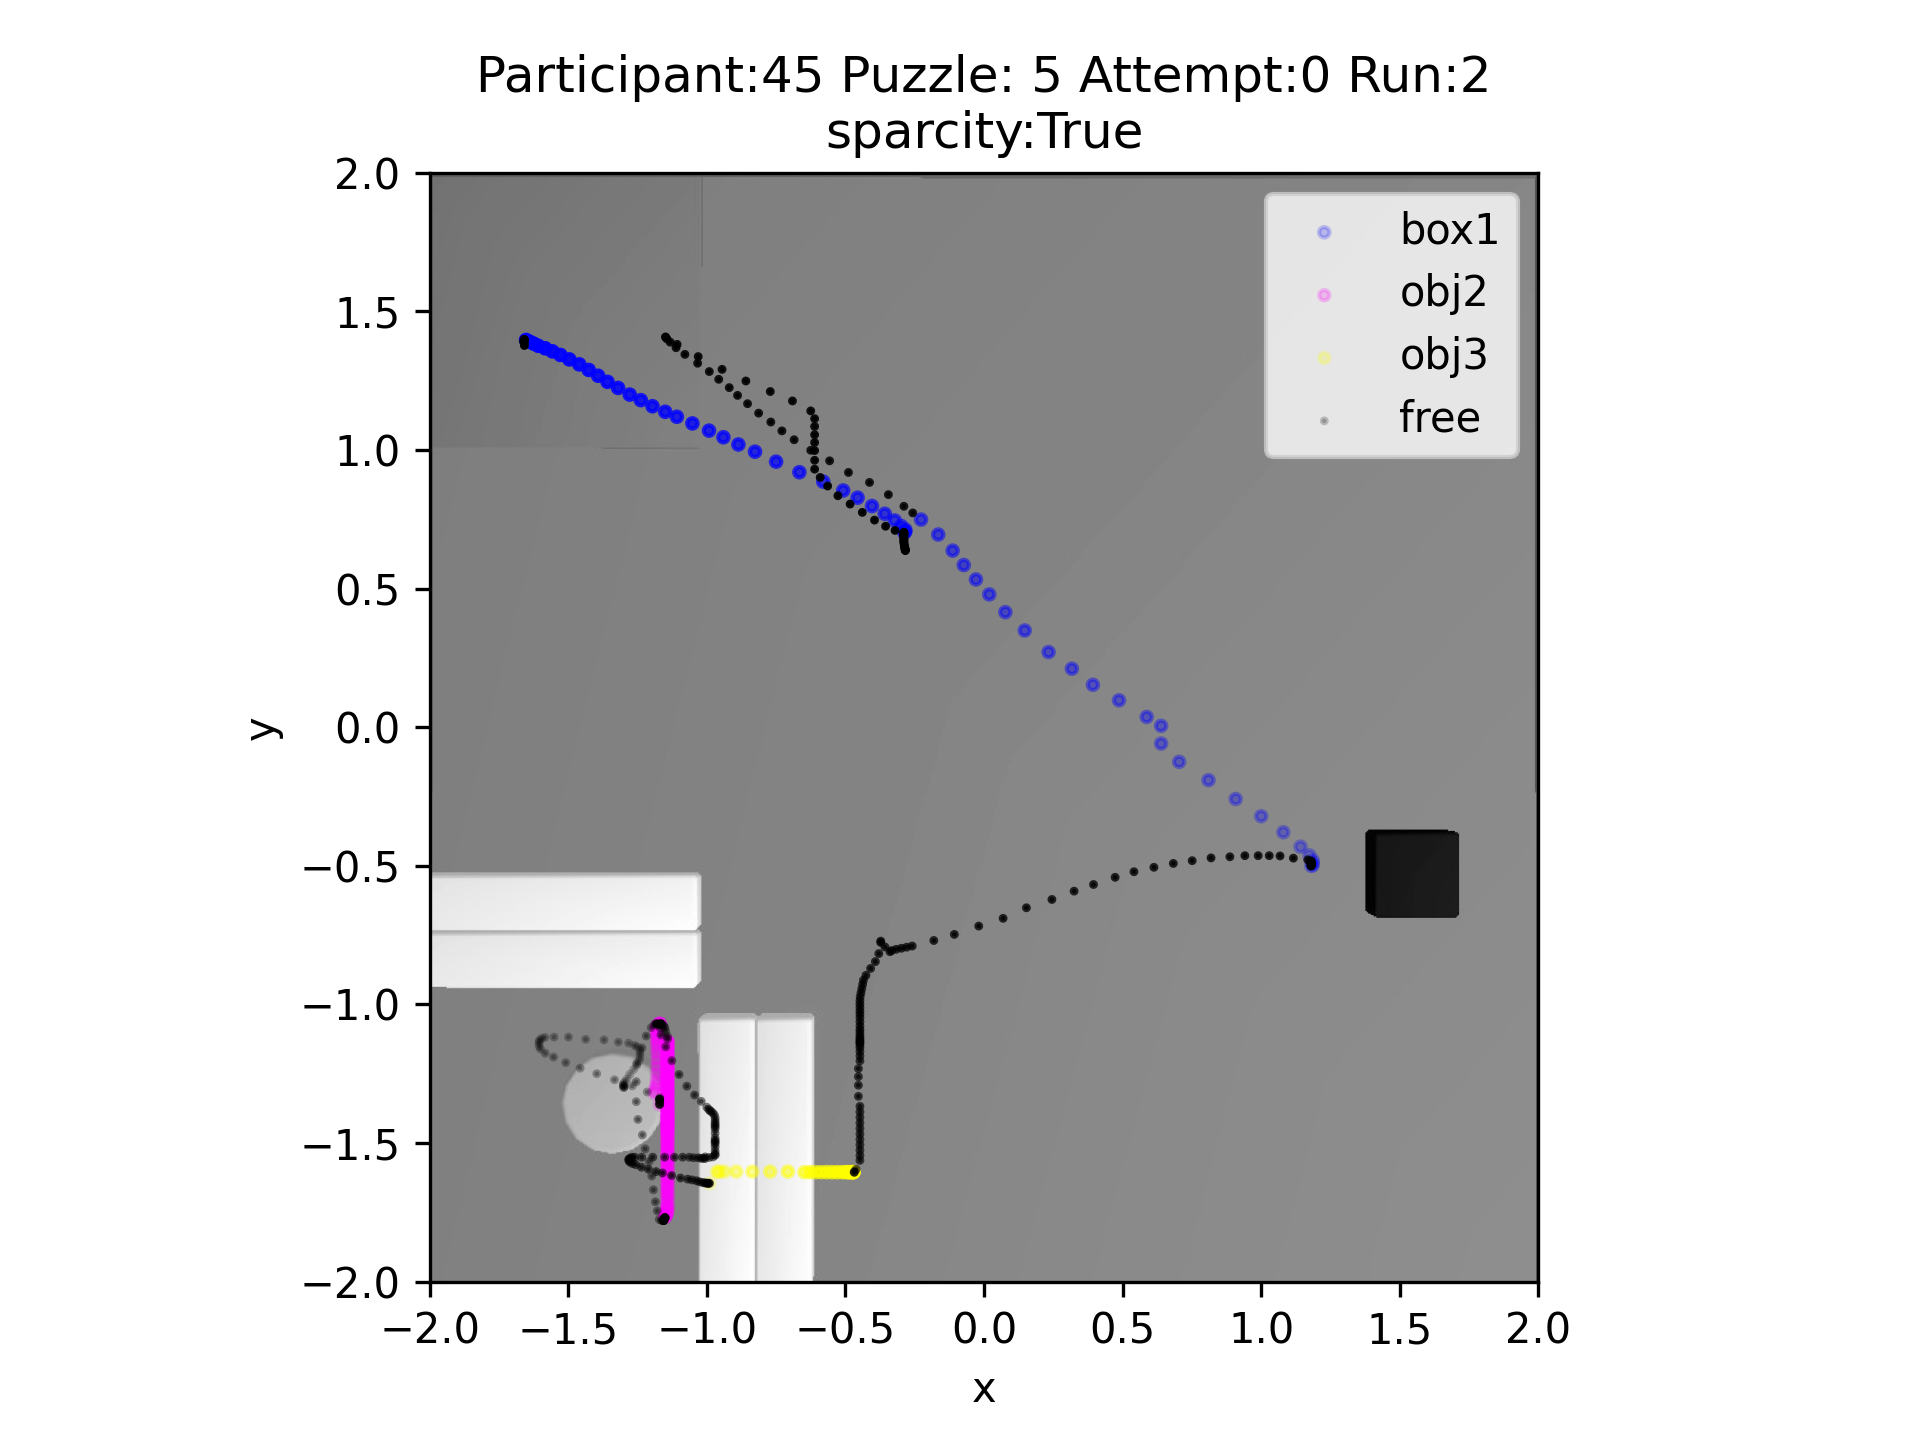 Participant:45 Puzzle: 5 Attempt:0 Run:2
sparcity:True
2.0
1.5
1.0
0.5
0.0
−0.5
−1.0
−1.5
−2.0
y
box1
obj2
obj3
free
−2.0 −1.5 −1.0 −0.5 0.0 0.5 1.0 1.5 2.0
x